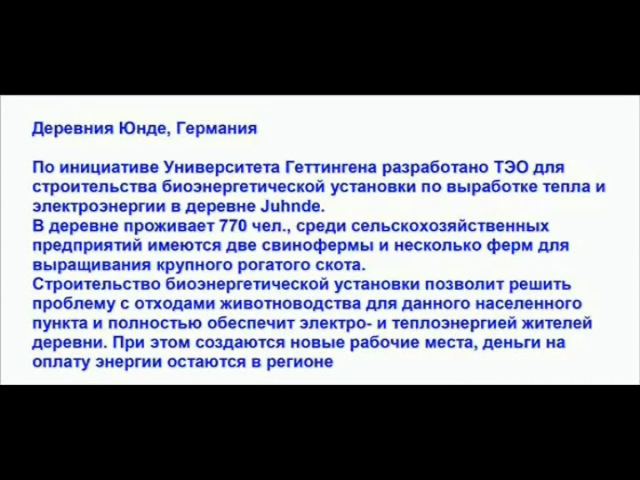 Деревния Юнде, Германия
По инициативе Университета Геттингена разработано ТЭО для
строительства биоэнергетической установки по выработке тепла и
электроэнергии в деревне Juhnde.
В деревне проживает 770 чел., среди сельскохозяйственных
предприятий имеются две свинофермы и несколько ферм для
выращивания крупного рогатого скота.
Строительство биоэнергетической установки позволит решить
проблему с отходами животноводства для данного населенного
пункта и полностью обеспечит электро- и теплоэнергией жителей
деревни. При этом создаются новые рабочие места, деньги на
оплату энергии остаются в регионе